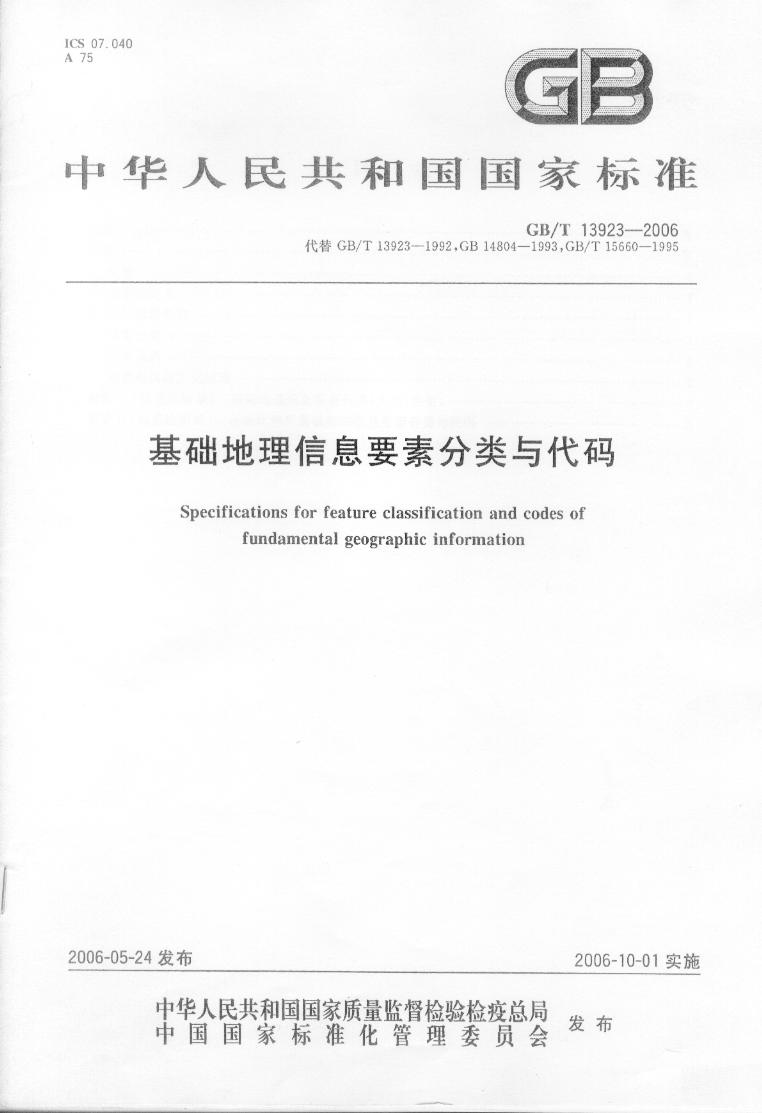 ICS 07.040
A 75
GB
中华人民共和国国家标准
GB/T 13923—2006
代替 GB/T 13923—1992,GB 14804—1993,GB/T 15660—1995
基础地理信息要素分类与代码
Specifications for feature classification and codes of
fundamental geographic information
2006-05-24 发布
2006-10-01 实施
中华人民共和国国家质量监督检验检疫总局
中国国家标准化管理委员会
发布